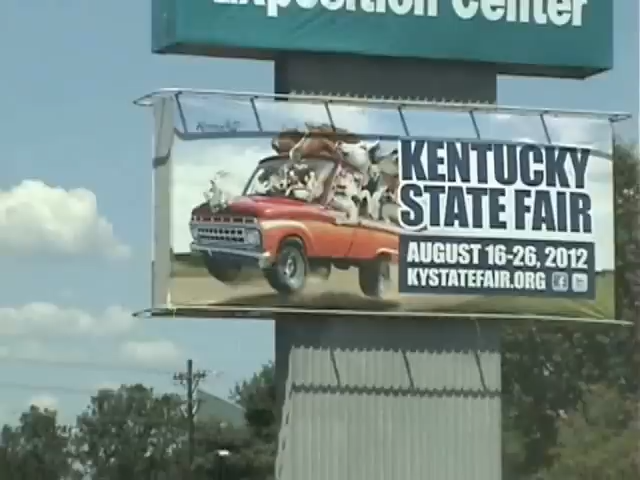 Exposition Center
KENTUCKY
STATE FAIR
AUGUST 16-26, 2012
KYSTATEFAIR.ORG